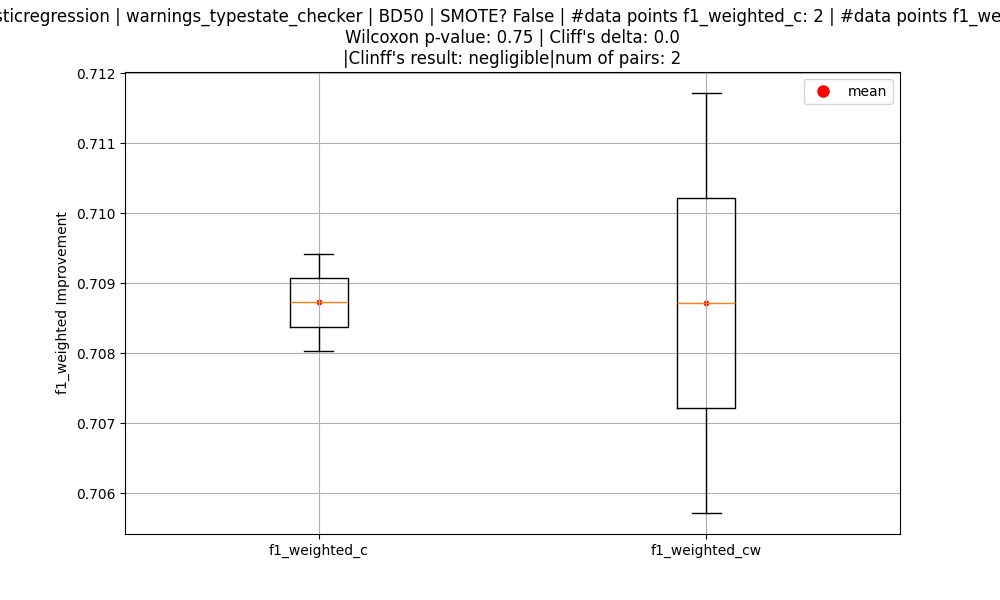 sticregression | warnings_typestate_checker | BD50 | SMOTE? False | #data points f1_weighted_c: 2 | #data points f1_we
Wilcoxon p-value: 0.75 | Cliff's delta: 0.0
|Clinff's result: negligible|num of pairs: 2
mean
0.712
0.711
0.710
0.709
0.708
0.707
0.706
f1_weighted Improvement
f1_weighted_c
f1_weighted_cw